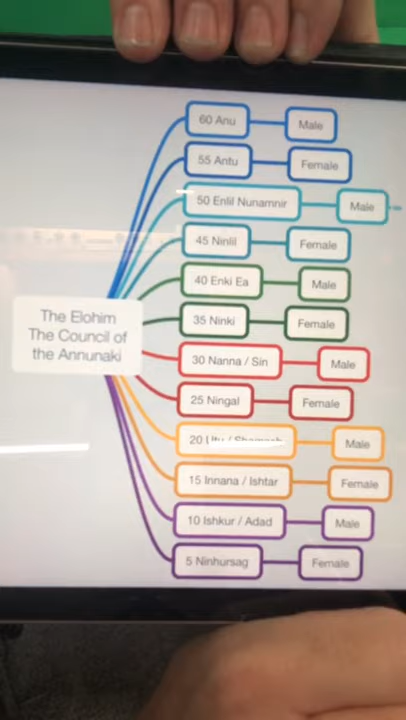 60 Anu
Male
55 Antu
Female
50 Enlil Nunamnir
Male
45 Ninlil
Female
40 Enki Ea
Male
The Elohim
The Council of
the Annunaki
35 Ninki
Female
30 Nanna / Sin
Male
25 Ningal
Female
20
Male
15 Innana / Ishtar
Female
10 Ishkur / Adad
Male
5 Ninhursag
Female